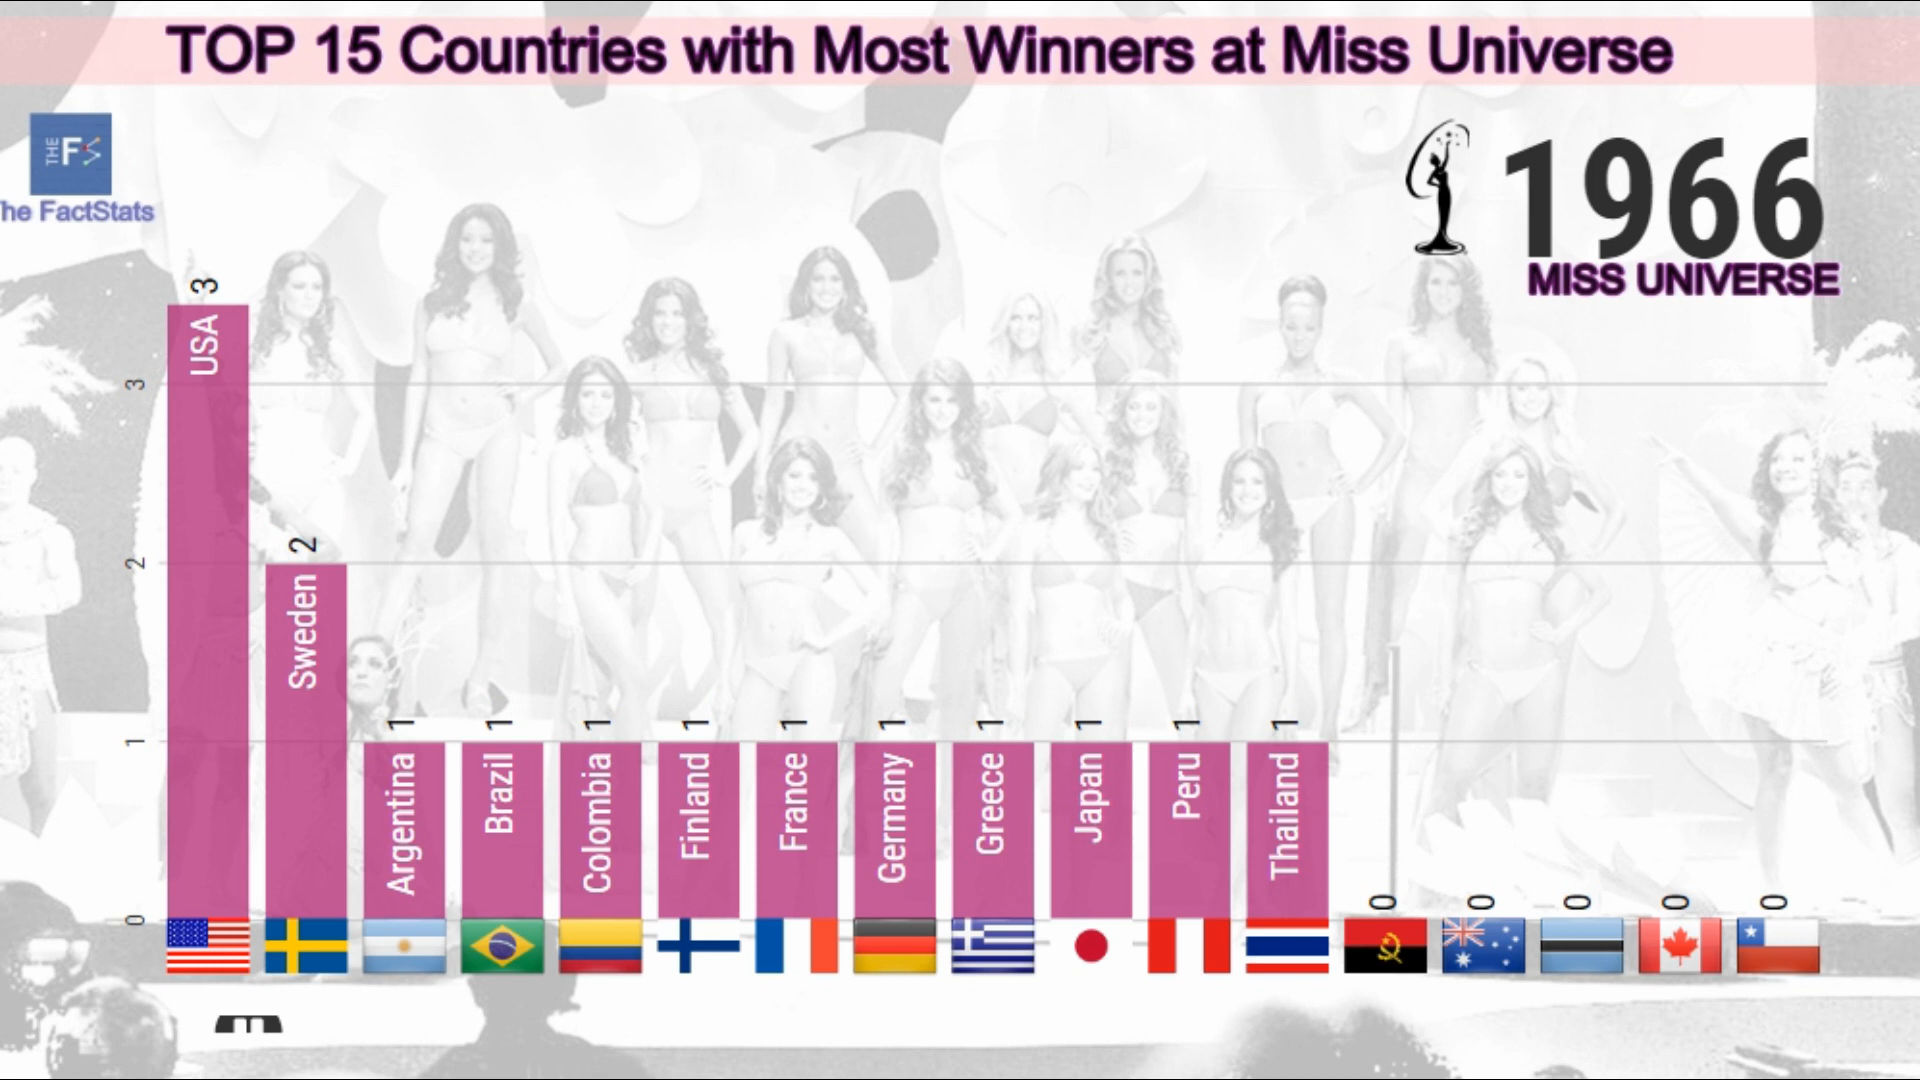 TOP 15 Countries with Most Winners at Miss Universe
THE FS
he FactStats
1966
MISS UNIVERSE
3
2
1
0
3
USA
2
Sweden
1
Argentina
1
Brazil
1
Colombia
1
Finland
1
France
1
Germany
1
Greece
1
Japan
1
Peru
1
Thailand
0
0
0
0
0